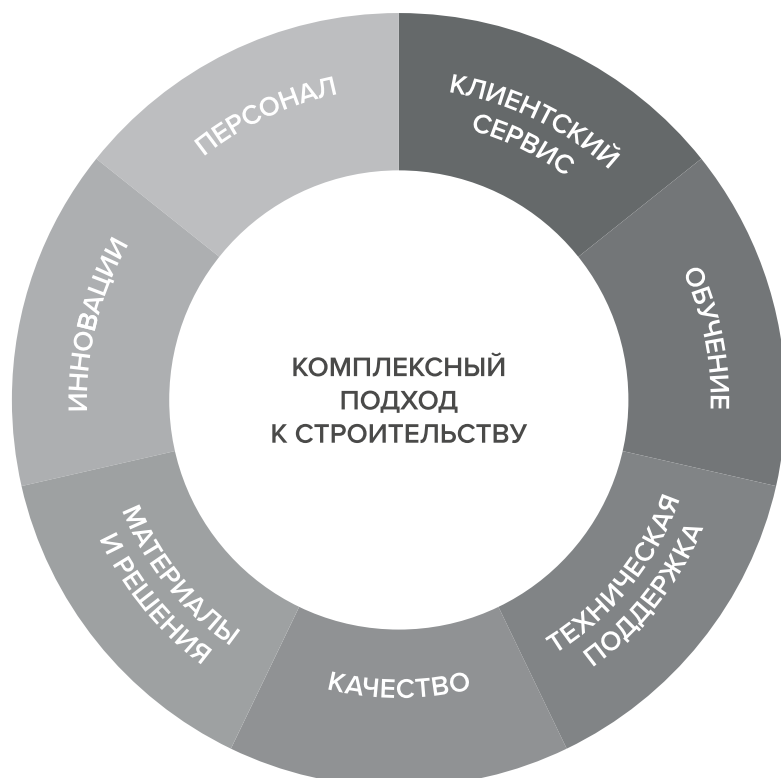 КЛИЕНТСКИЙ
СЕРВИС
ОБУЧЕНИЕ
ТЕХНИЧЕСКАЯ
ПОДДЕРЖКА
КАЧЕСТВО
МАТЕРИАЛЫ
И РЕШЕНИЯ
ИННОВАЦИИ
ПЕРСОНАЛ
КОМПЛЕКСНЫЙ
ПОДХОД
К СТРОИТЕЛЬСТВУ